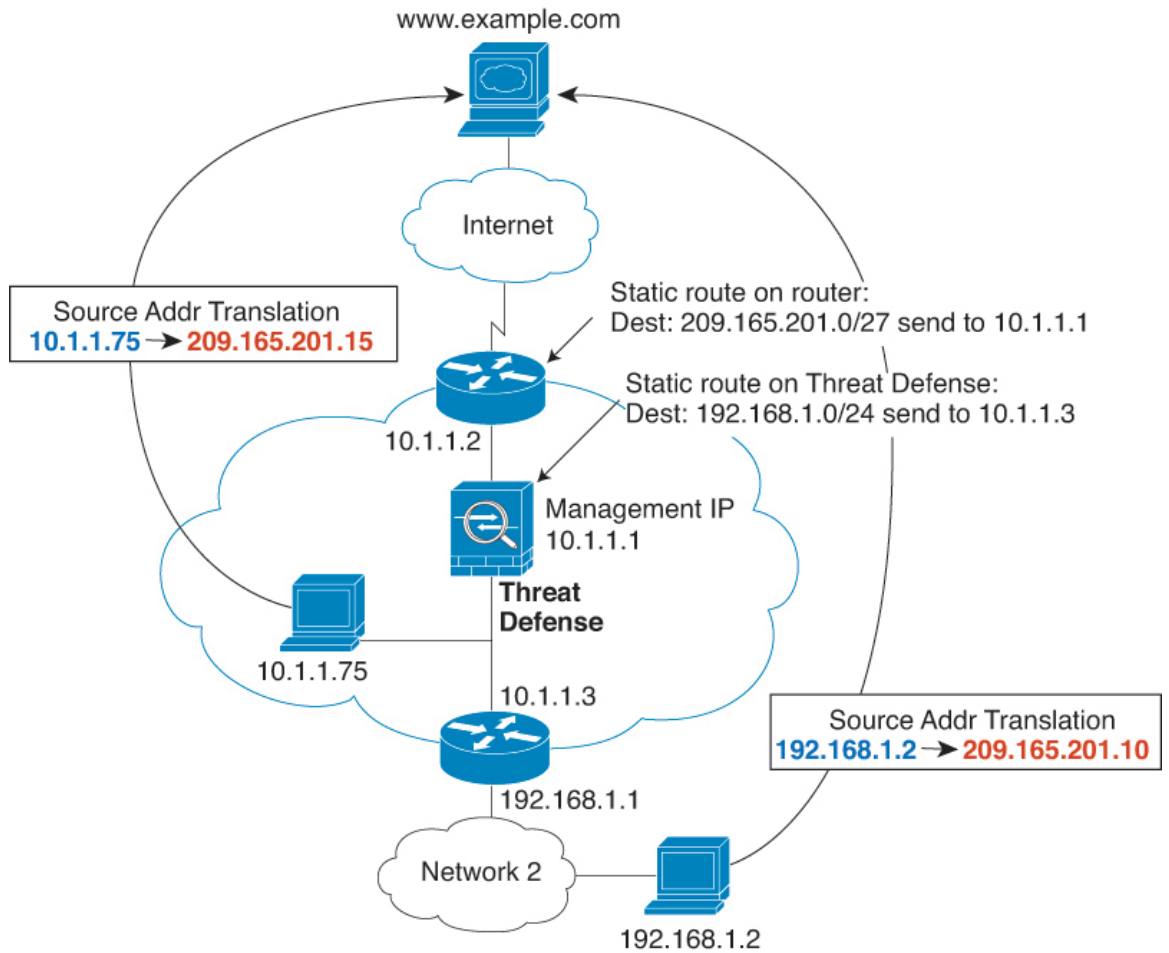 www.example.com
Internet
Source Addr Translation
10.1.1.75 → 209.165.201.15
Static route on router:
Dest: 209.165.201.0/27 send to 10.1.1.1
Static route on Threat Defense:
Dest: 192.168.1.0/24 send to 10.1.1.3
10.1.1.2
Management IP
10.1.1.1
Threat
Defense
10.1.1.75
10.1.1.3
Source Addr Translation
192.168.1.2 → 209.165.201.10
192.168.1.1
Network 2
192.168.1.2